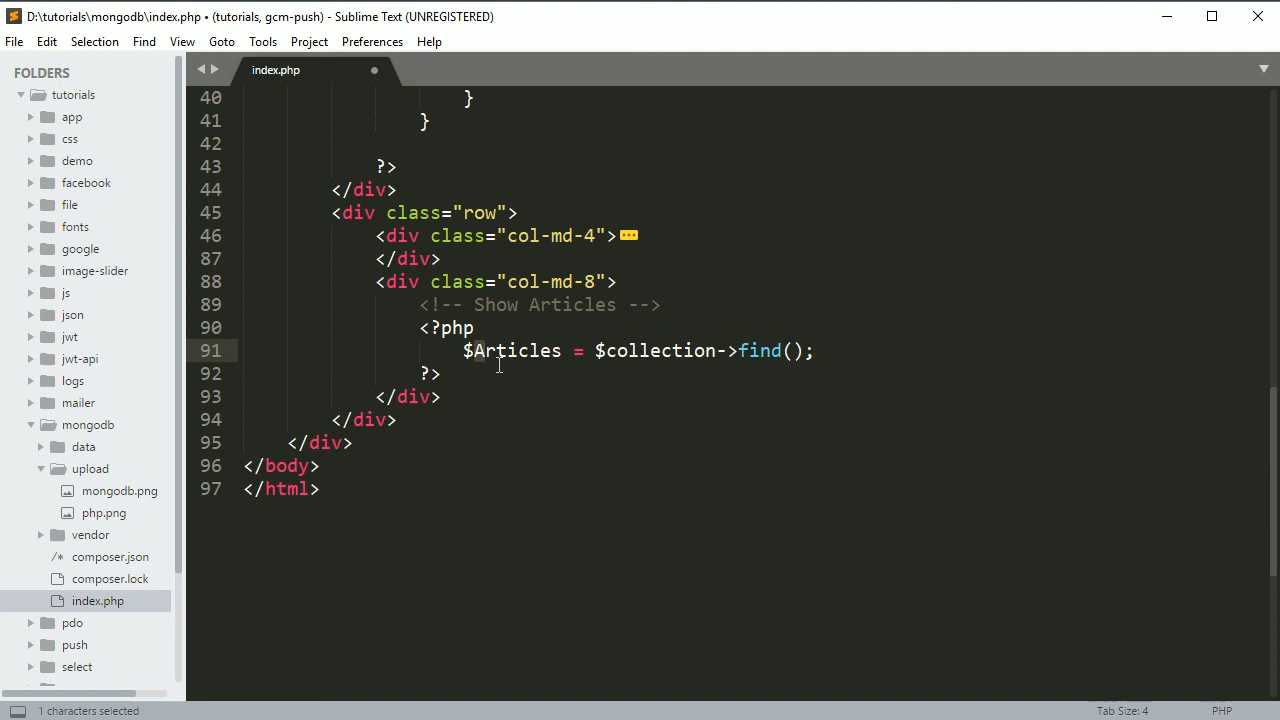 D:\tutorials\mongodb\index.php • (tutorials, gcm-push) - Sublime Text (UNREGISTERED)
File Edit Selection Find View Goto Tools Project Preferences Help
FOLDERS
tutorials
app
css
demo
facebook
file
fonts
google
image-slider
js
json
jwt
jwt-api
logs
mailer
mongodb
data
upload
mongodb.png
php.png
vendor
/* composer.json
composer.lock
index.php
pdo
push
select
index.php
40 }
41 }
42
43 ?>
44 </div>
45 <div class="row">
46 <div class="col-md-4">
87 </div>
88 <div class="col-md-8">
89 <!-- Show Articles -->
90 <?php
91 $Articles = $collection->find();
92 ?>
93 </div>
94 </div>
95 </div>
96 </body>
97 </html>
1 characters selected
Tab Size: 4
PHP